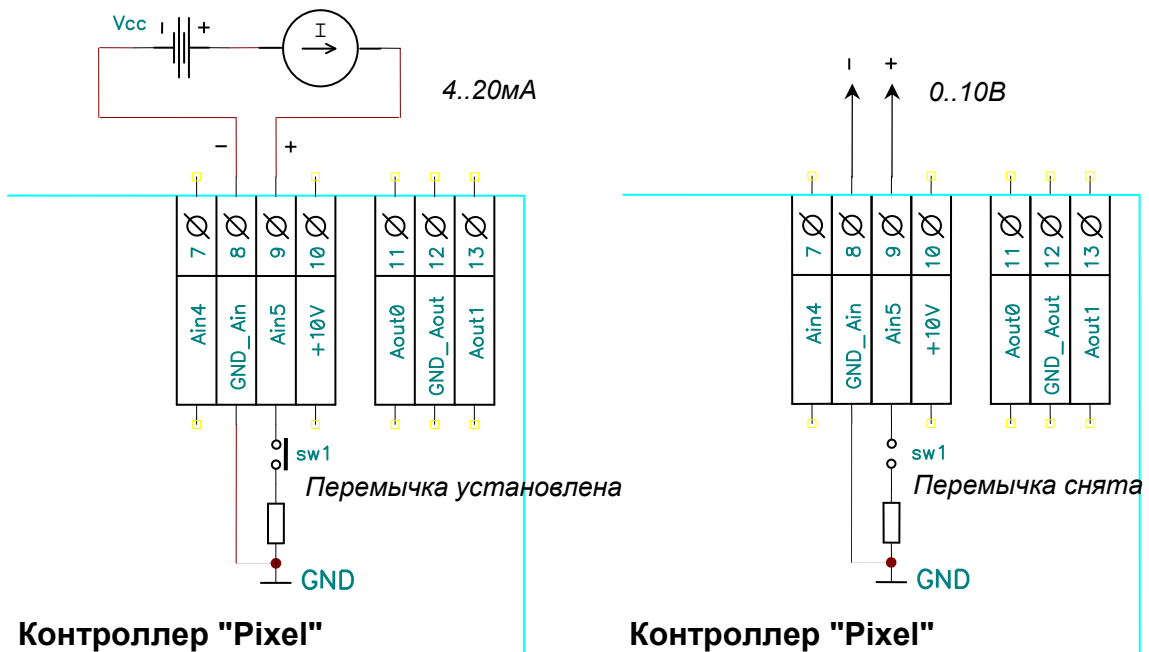 Vcc
I
4..20мА
7
8
9
10
11
12
13
Ain4
GND_Ain
Ain5
+10V
Aout0
GND_Aout
Aout1
sw1
Перемычка установлена
GND
Контроллер "Pixel"
0..10В
7
8
9
10
11
12
13
Ain4
GND_Ain
Ain5
+10V
Aout0
GND_Aout
Aout1
sw1
Перемычка снята
GND
Контроллер "Pixel"